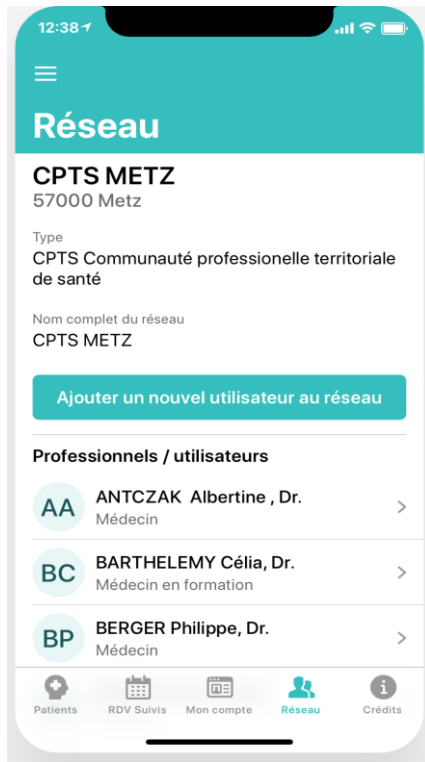 12:38
Réseau
CPTS METZ
57000 Metz
Type
CPTS Communauté professionelle territoriale
de santé
Nom complet du réseau
CPTS METZ
Ajouter un nouvel utilisateur au réseau
Professionnels / utilisateurs
AA
ANTCZAK Albertine , Dr.
Médecin
BC
BARTHELEMY Célia, Dr.
Médecin en formation
BP
BERGER Philippe, Dr.
Médecin
Patients
RDV Suivis
Mon compte
Réseau
Crédits